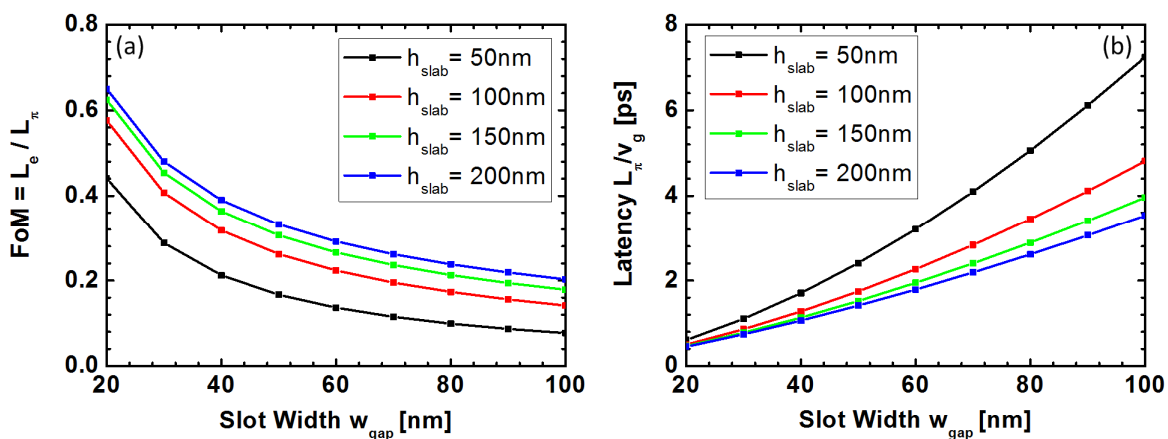 (a)
FoM = L_e / L_π
0.8
0.6
0.4
0.2
0.0
h_slab = 50nm
h_slab = 100nm
h_slab = 150nm
h_slab = 200nm
20 40 60 80 100
Slot Width w_gap [nm]
(b)
Latency L_π/v_g [ps]
8
6
4
2
0
h_slab = 50nm
h_slab = 100nm
h_slab = 150nm
h_slab = 200nm
20 40 60 80 100
Slot Width w_gap [nm]